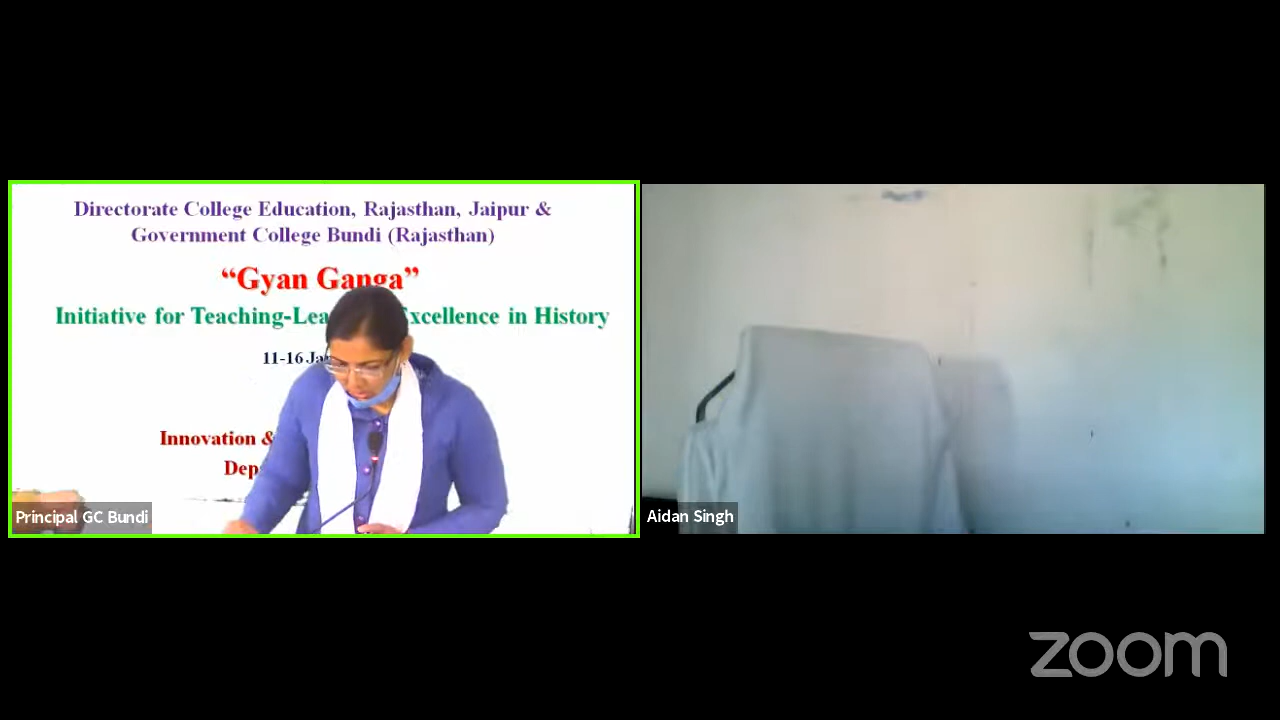 Directorate College Education, Rajasthan, Jaipur &
Government College Bundi (Rajasthan)
“Gyan Ganga”
Initiative for Teaching-Lea Excellence in History
11-16 Ja
Innovation &
Dep
Principal GC Bundi
Aidan Singh
zoom